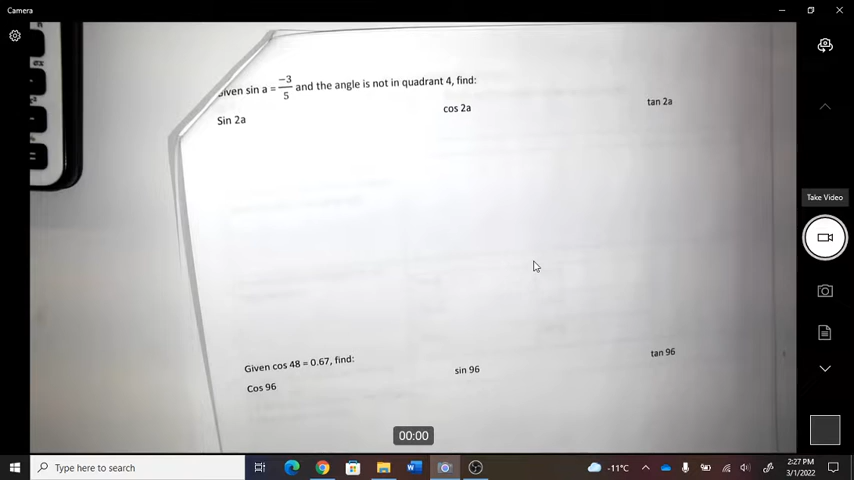 Camera
Given sin a = -3/5 and the angle is not in quadrant 4, find:
Sin 2a
cos 2a
tan 2a
Take Video
Given cos 48 = 0.67, find:
Cos 96
sin 96
tan 96
00:00
Type here to search
-11°C
2:27 PM
3/1/2022